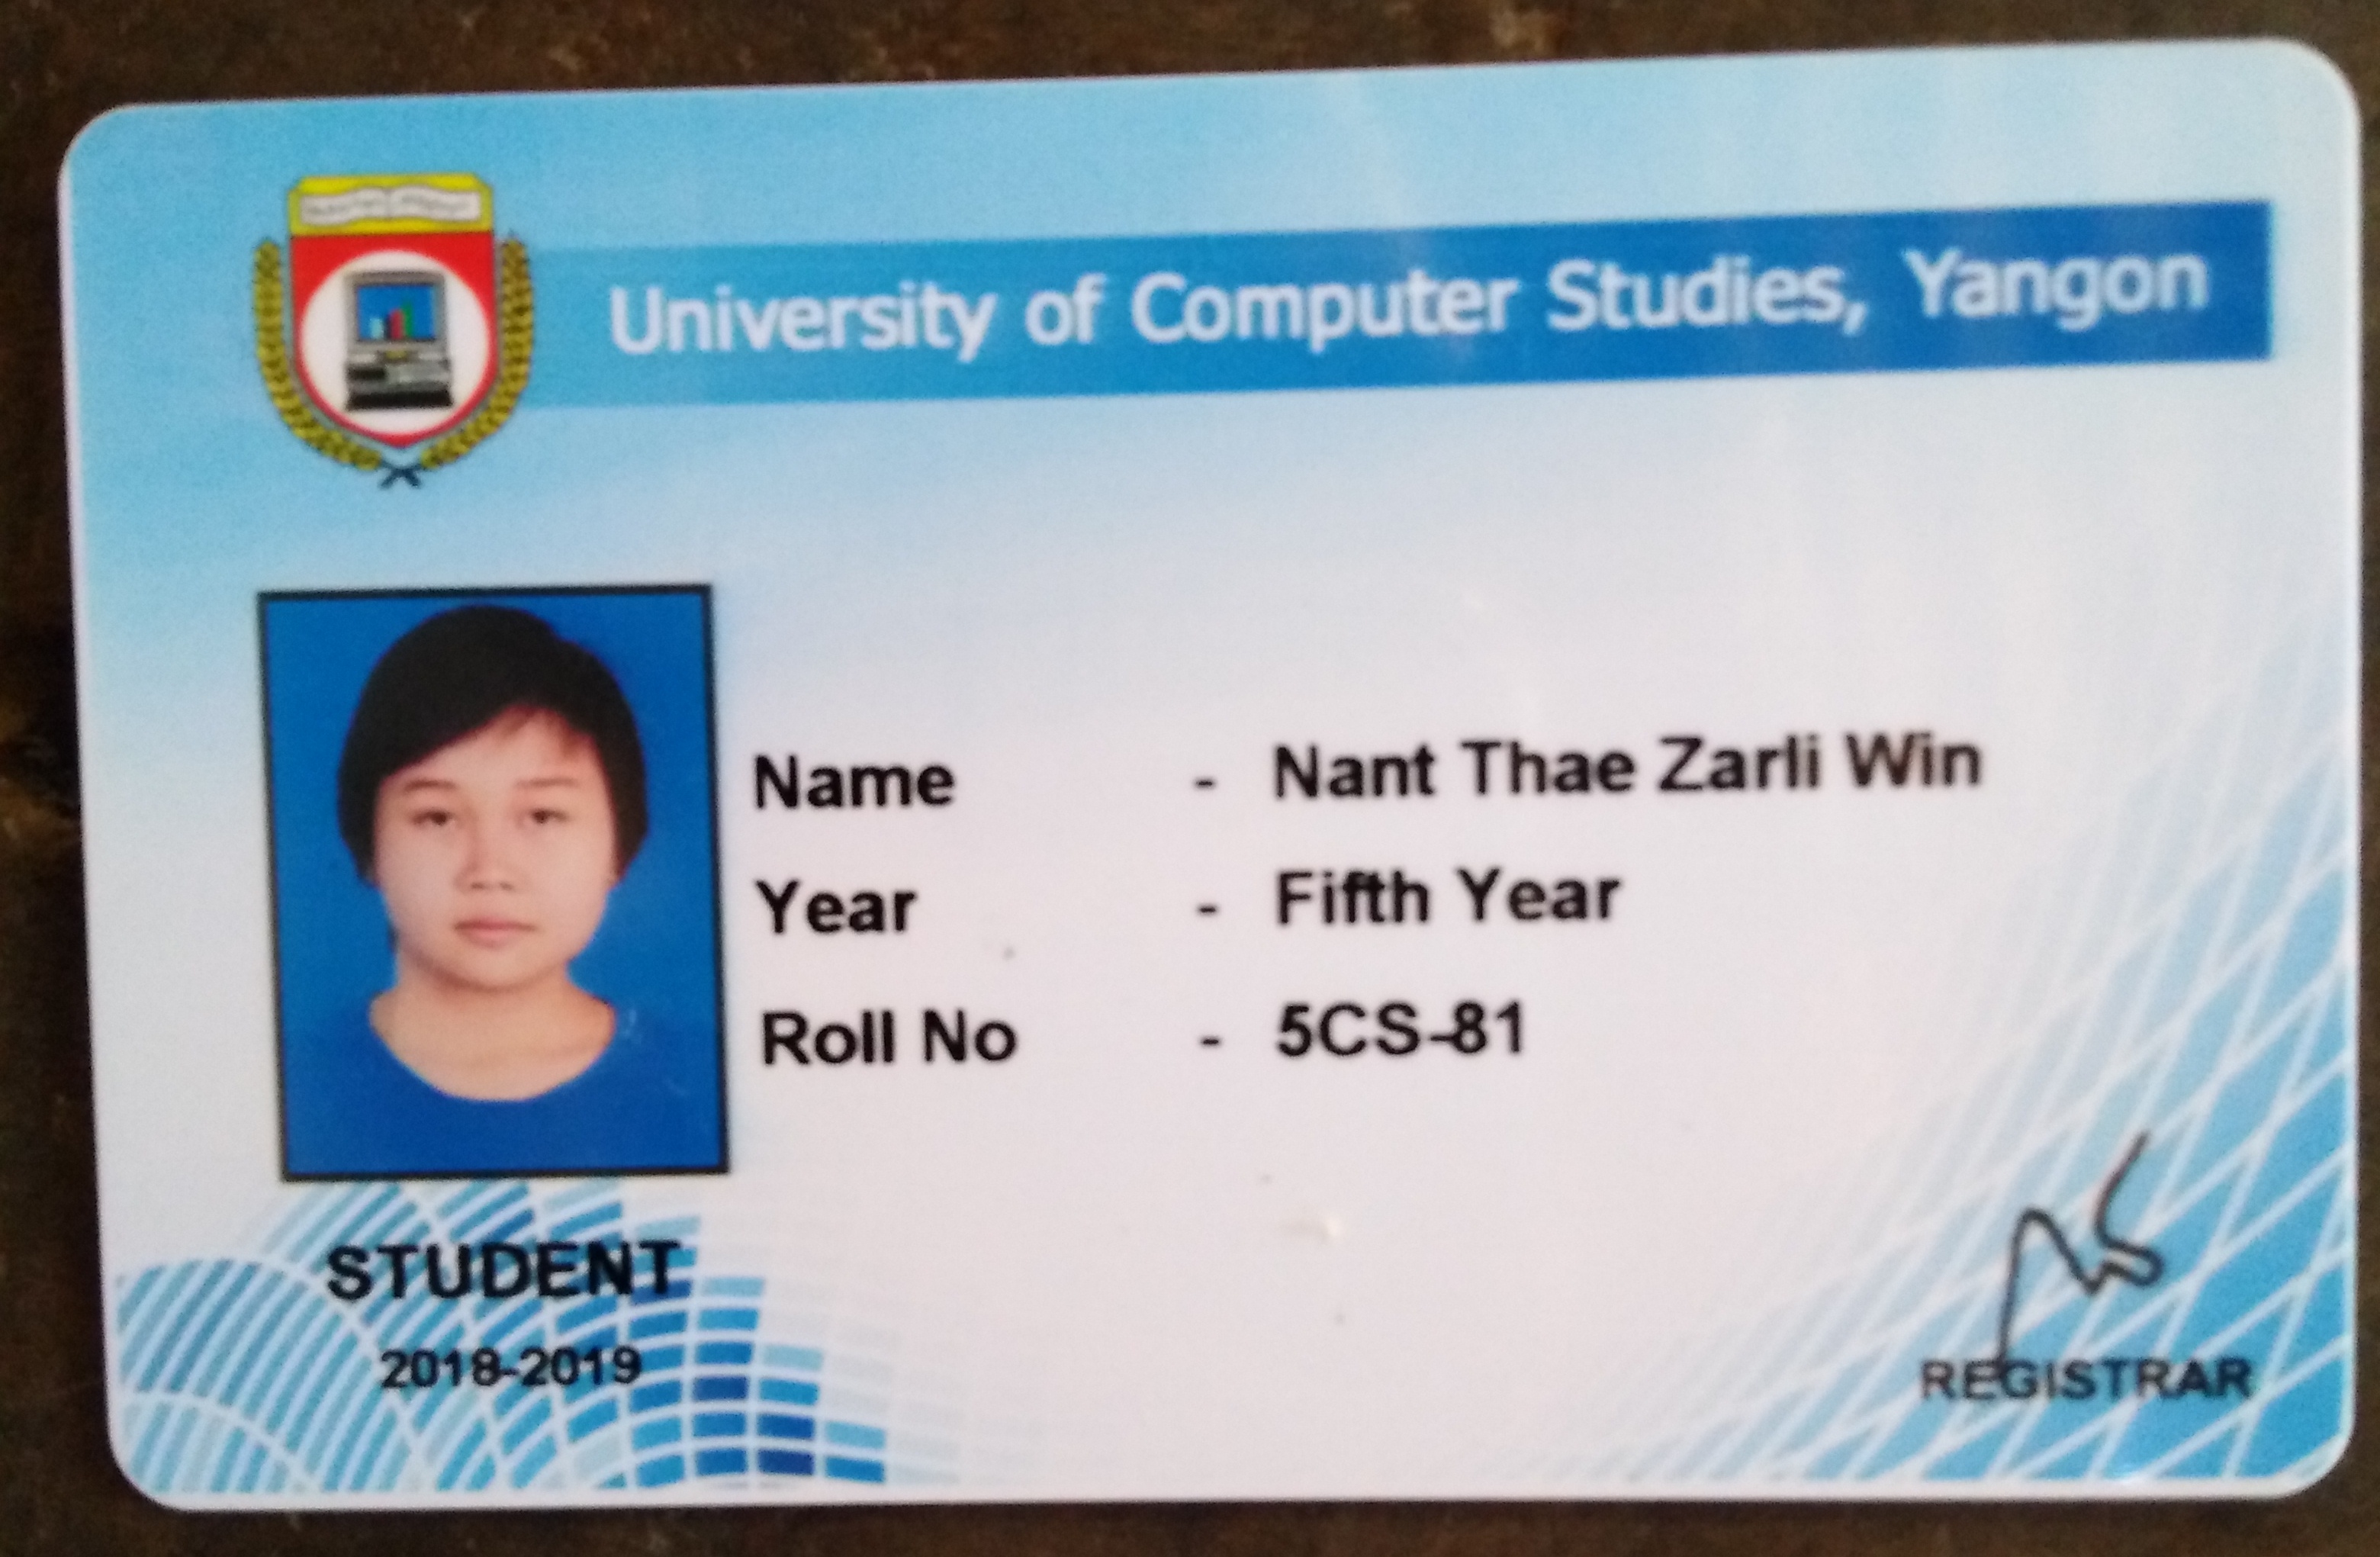 University of Computer Studies, Yangon
Name - Nant Thae Zarli Win
Year - Fifth Year
Roll No - 5CS-81
STUDENT
2018-2019
REGISTRAR